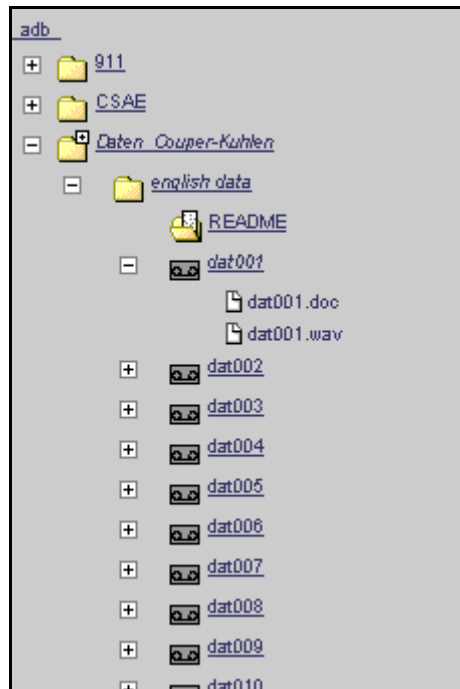 adb
911
CSAE
Daten Couper-Kuhlen
english data
README
dat001
dat001.doc
dat001.wav
dat002
dat003
dat004
dat005
dat006
dat007
dat008
dat009
dat010